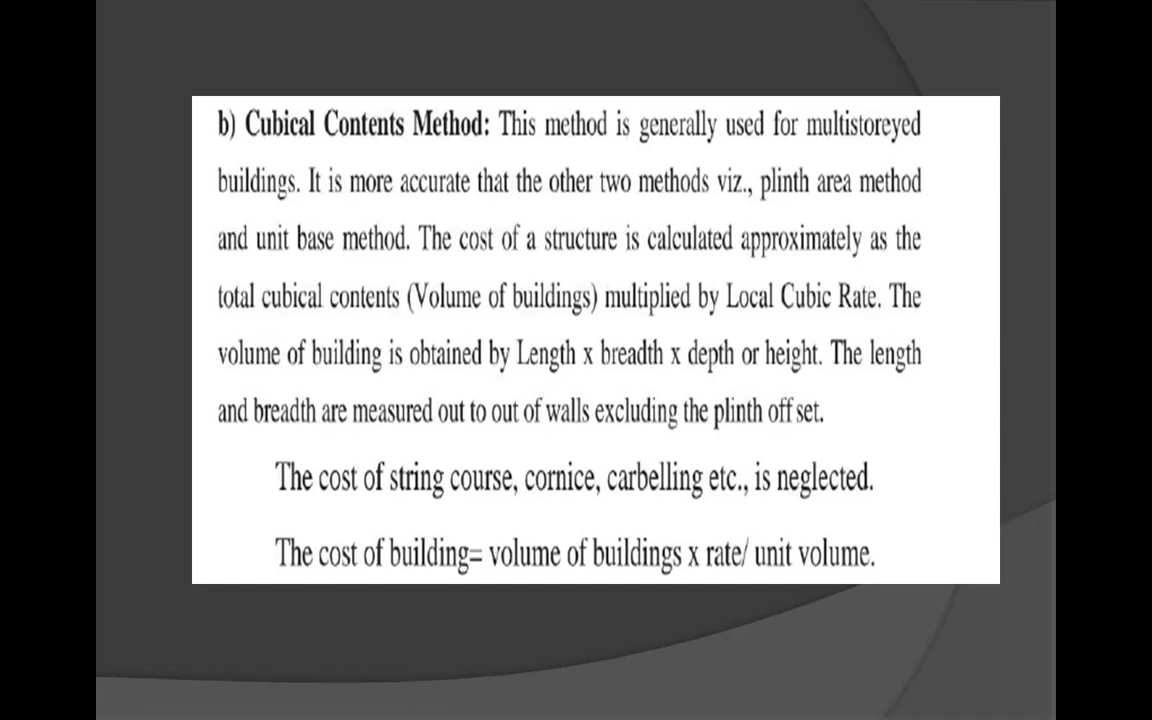 b) Cubical Contents Method: This method is generally used for multistoreyed
buildings. It is more accurate that the other two methods viz., plinth area method
and unit base method. The cost of a structure is calculated approximately as the
total cubical contents (Volume of buildings) multiplied by Local Cubic Rate. The
volume of building is obtained by Length x breadth x depth or height. The length
and breadth are measured out to out of walls excluding the plinth off set.
The cost of string course, cornice, carbelling etc., is neglected.
The cost of building= volume of buildings x rate/ unit volume.